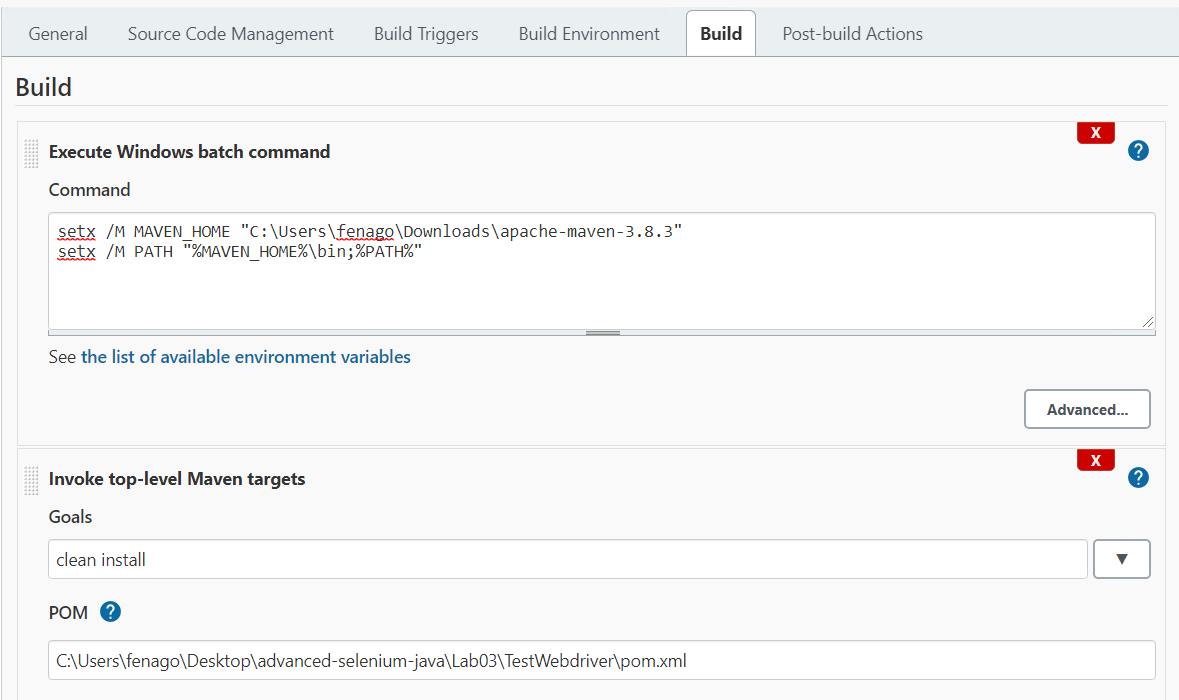 General Source Code Management Build Triggers Build Environment Build Post-build Actions
Build
X
Execute Windows batch command ?
Command
setx /M MAVEN_HOME "C:\Users\fenago\Downloads\apache-maven-3.8.3"
setx /M PATH "%MAVEN_HOME%\bin;%PATH%"
See the list of available environment variables
Advanced...
X
Invoke top-level Maven targets ?
Goals
clean install ▼
POM ?
C:\Users\fenago\Desktop\advanced-selenium-java\Lab03\TestWebdriver\pom.xml